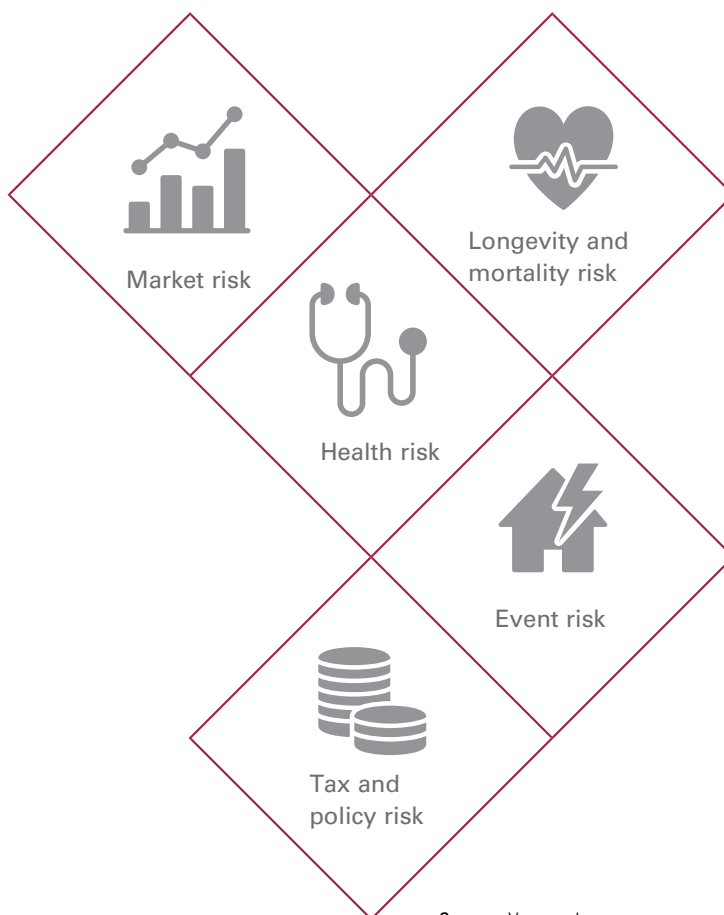 Market risk
Longevity and
mortality risk
Health risk
Event risk
Tax and
policy risk